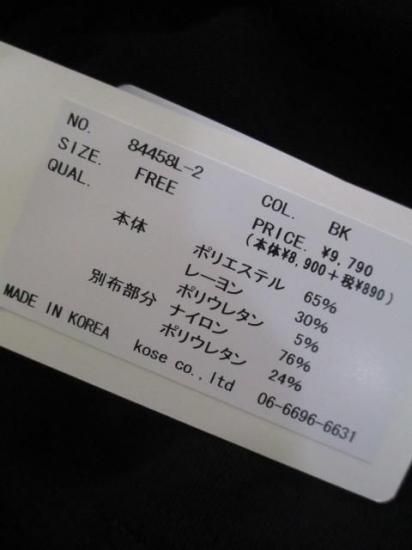 NO. 84458L-2 COL. BK
SIZE. FREE PRICE. ¥9,790
(本体¥8,900+税¥890)
QUAL.
本体 ポリエステル 65%
レーヨン 30%
ポリウレタン 5%
別布部分 ナイロン 76%
ポリウレタン 24%
MADE IN KOREA kose co.,ltd 06-6696-6631